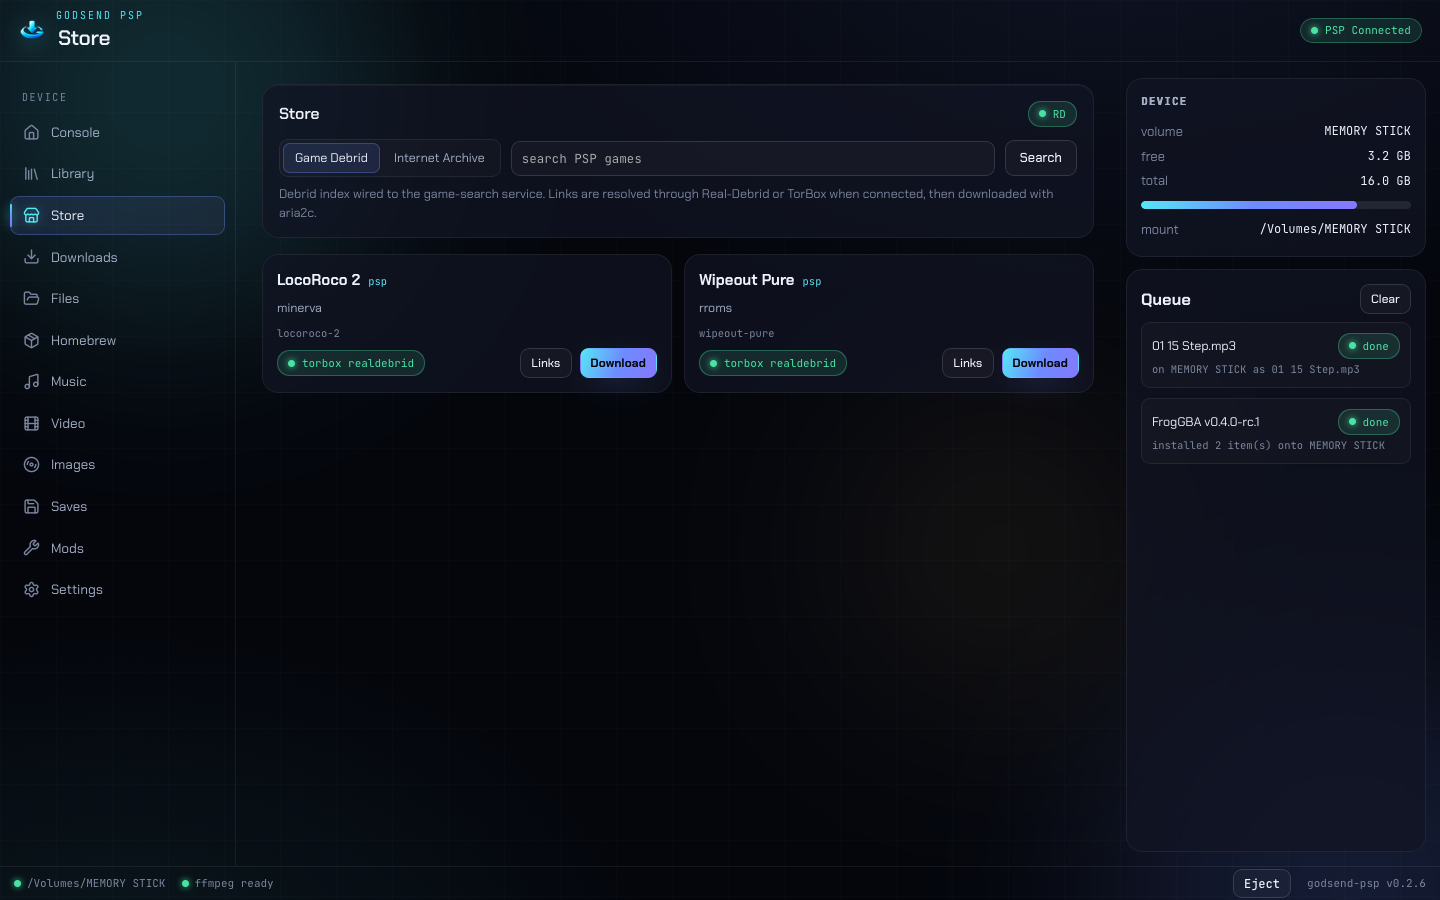 GODSEND PSP
Store
PSP Connected
DEVICE
Console
Library
Store
Downloads
Files
Homebrew
Music
Video
Images
Saves
Mods
Settings
Store
RD
Game Debrid
Internet Archive
search PSP games
Search
Debrid index wired to the game-search service. Links are resolved through Real-Debrid or TorBox when connected, then downloaded with
aria2c.
LocoRoco 2 psp
minerva
locoroco-2
torbox realdebrid
Links
Download
Wipeout Pure psp
rroms
wipeout-pure
torbox realdebrid
Links
Download
DEVICE
volume MEMORY STICK
free 3.2 GB
total 16.0 GB
mount /Volumes/MEMORY STICK
Queue
Clear
01 15 Step.mp3
done
on MEMORY STICK as 01 15 Step.mp3
FrogGBA v0.4.0-rc.1
done
installed 2 item(s) onto MEMORY STICK
/Volumes/MEMORY STICK
ffmpeg ready
Eject
godsend-psp v0.2.6